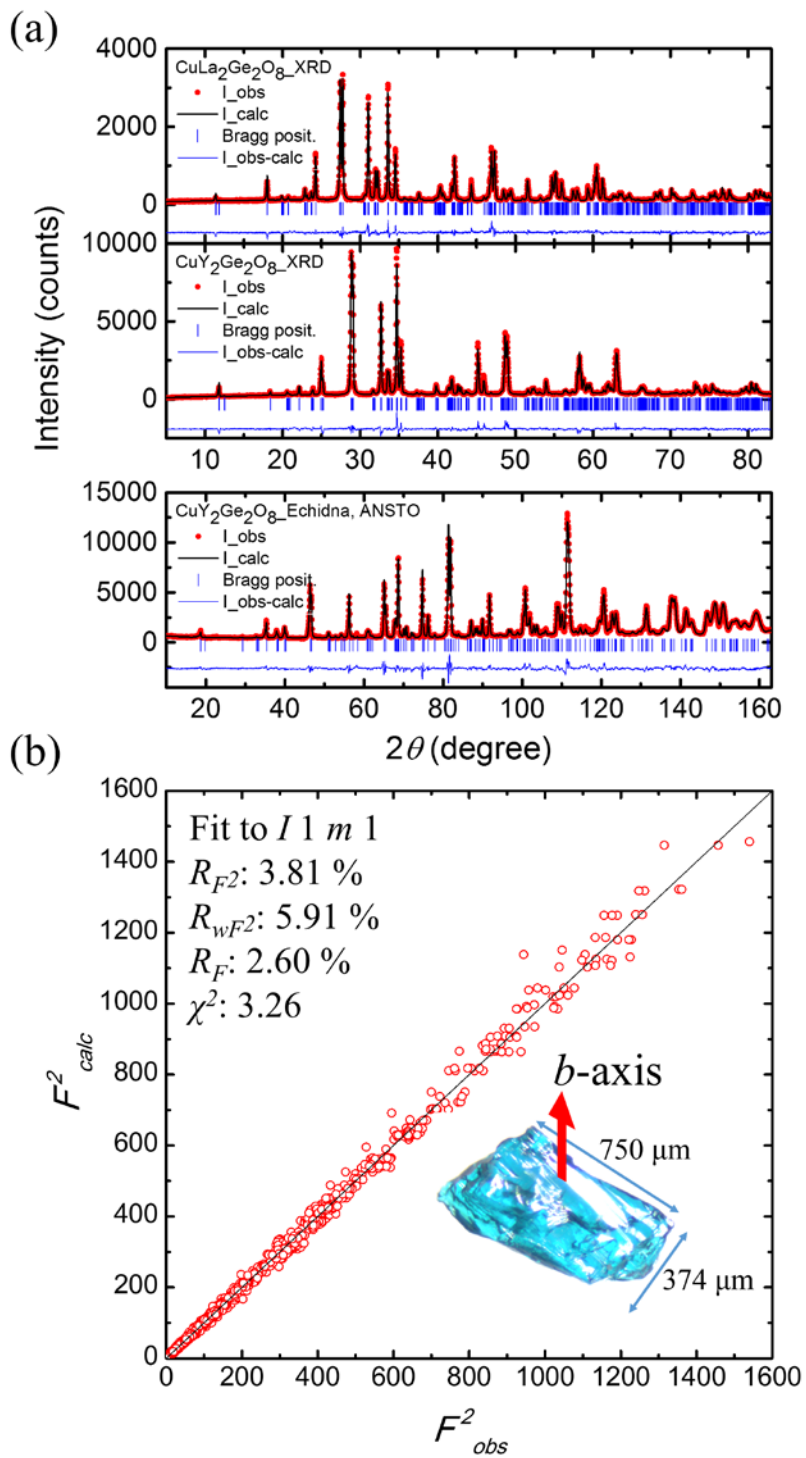 (a)
Intensity (counts)
4000
2000
0
CuLa2Ge2O8_XRD
I_obs
I_calc
Bragg posit.
I_obs-calc
10000
5000
0
CuY2Ge2O8_XRD
I_obs
I_calc
Bragg posit.
I_obs-calc
10 20 30 40 50 60 70 80
15000
10000
5000
0
CuY2Ge2O8_Echidna, ANSTO
I_obs
I_calc
Bragg posit.
I_obs-calc
20 40 60 80 100 120 140 160
2θ (degree)
(b)
F2calc
1600
1400
1200
1000
800
600
400
200
0
Fit to I 1 m 1
RF2: 3.81 %
RwF2: 5.91 %
RF: 2.60 %
χ2: 3.26
b-axis
750 μm
374 μm
0 200 400 600 800 1000 1200 1400 1600
F2obs